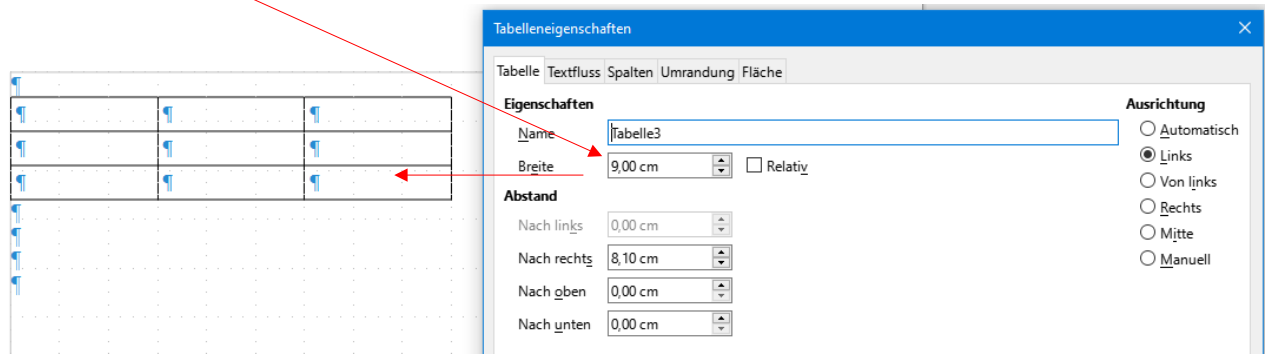 Tabelleneigenschaften
Tabelle Textfluss Spalten Umrandung Fläche
Eigenschaften
Name Tabelle3
Breite 9,00 cm Relativ
Abstand
Nach links 0,00 cm
Nach rechts 8,10 cm
Nach oben 0,00 cm
Nach unten 0,00 cm
Ausrichtung
Automatisch
Links
Von links
Rechts
Mitte
Manuell
¶
¶ ¶ ¶
¶ ¶ ¶
¶ ¶ ¶
¶
¶
¶
¶